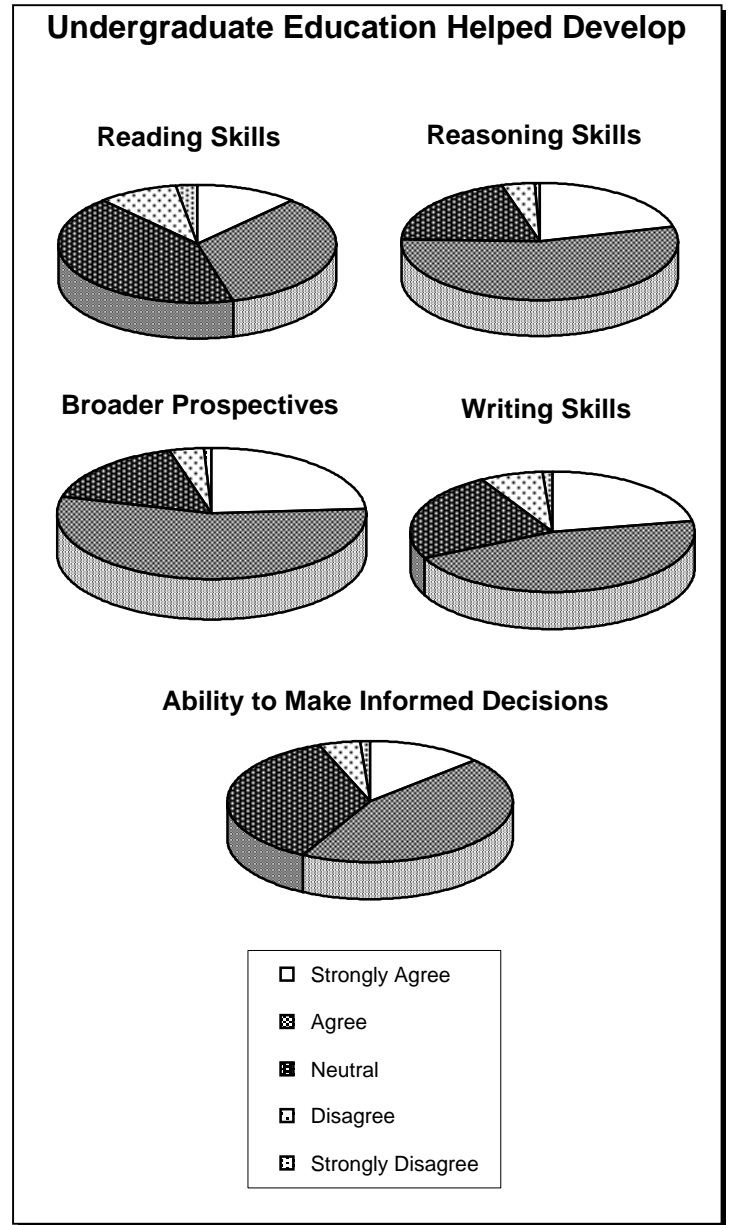 Undergraduate Education Helped Develop
Reading Skills
Reasoning Skills
Broader Prospectives
Writing Skills
Ability to Make Informed Decisions
Strongly Agree
Agree
Neutral
Disagree
Strongly Disagree